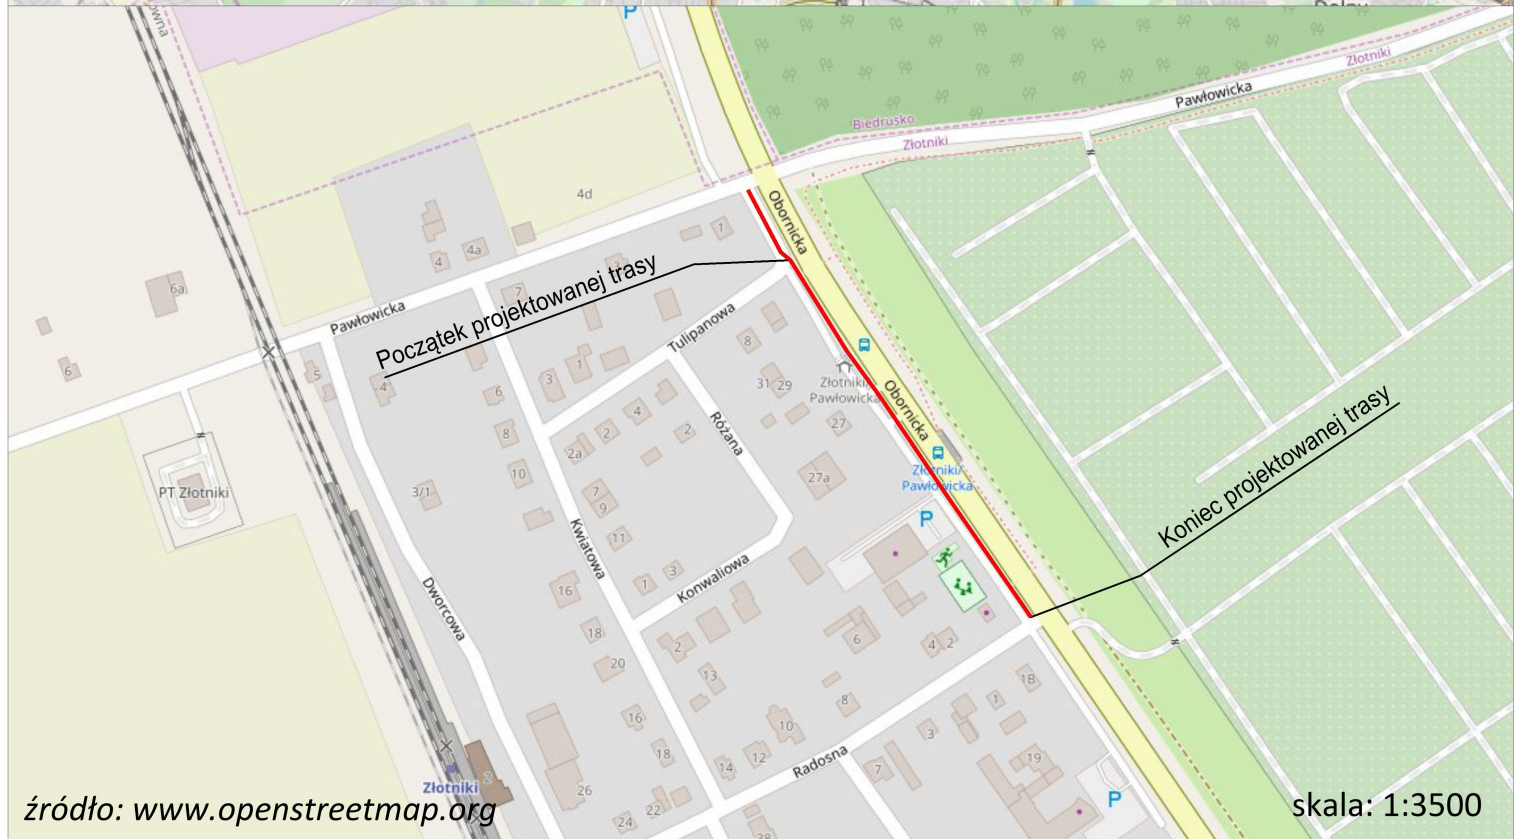 P
4d
Biedrusko
Złotniki
Pawłowicka
Złotniki
Obornicka
1
4a
4
6a
6
7
Pawłowicka
Początek projektowanej trasy
Tulipanowa
5
4
3
1
6
8
31
29
Złotniki/
Pawłowicka
Obornicka
4
2
2
2a
Różana
27
8
10
27a
Złotniki/
Pawłowicka
Koniec projektowanej trasy
PT Złotniki
3/1
7
9
P
Kwiatowa
11
1
3
Konwaliowa
16
Dworcowa
18
2
6
4
2
20
13
1B
8
1
16
10
3
18
14
12
Radosna
7
19
Złotniki
2
26
22
24
38
P
źródło: www.openstreetmap.org
skala: 1:3500